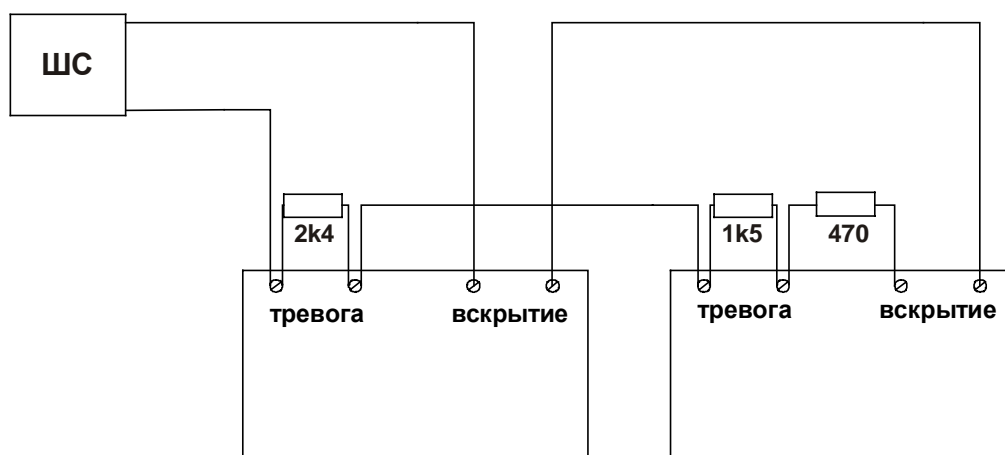 ШС
2k4
1k5
470
тревога
вскрытие
тревога
вскрытие